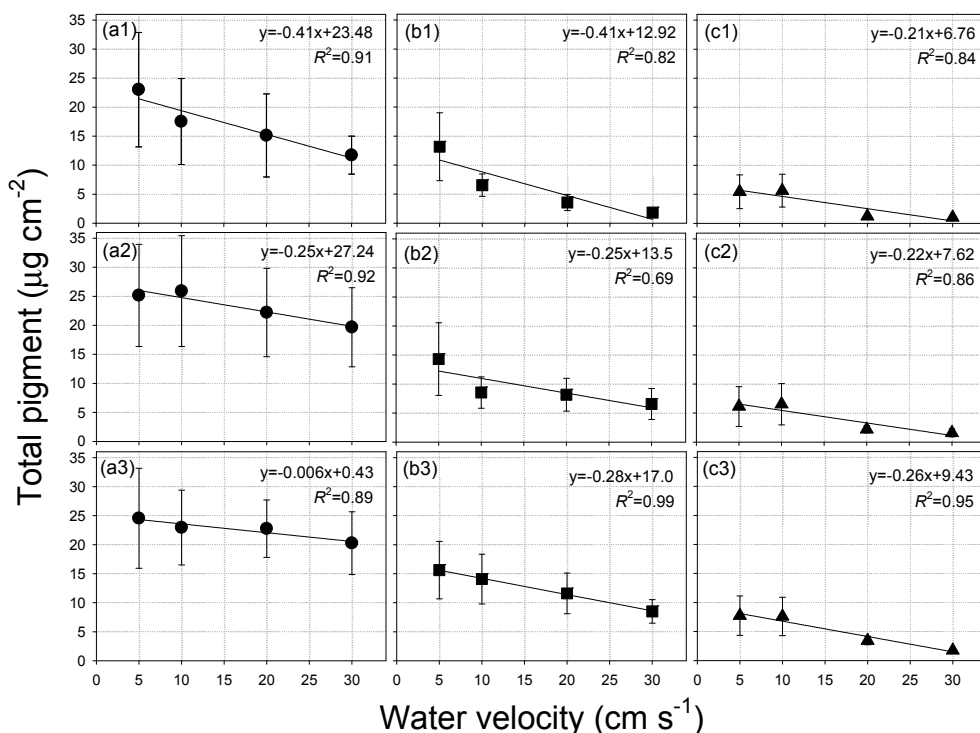 Total pigment (µg cm⁻²)
35
30
25
20
15
10
5
0
(a1)
y=-0.41x+23.48
R²=0.91
(b1)
y=-0.41x+12.92
R²=0.82
(c1)
y=-0.21x+6.76
R²=0.84
35
30
25
20
15
10
5
0
(a2)
y=-0.25x+27.24
R²=0.92
(b2)
y=-0.25x+13.5
R²=0.69
(c2)
y=-0.22x+7.62
R²=0.86
35
30
25
20
15
10
5
0
(a3)
y=-0.006x+0.43
R²=0.89
(b3)
y=-0.28x+17.0
R²=0.99
(c3)
y=-0.26x+9.43
R²=0.95
0 5 10 15 20 25 30
0 5 10 15 20 25 30
0 5 10 15 20 25 30
Water velocity (cm s⁻¹)